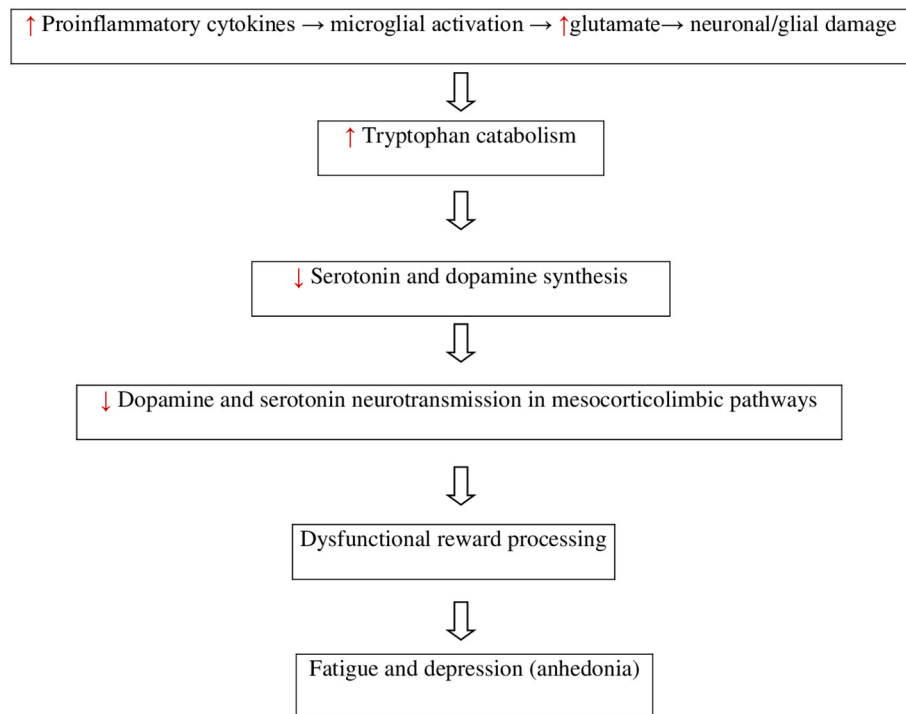 ↑ Proinflammatory cytokines → microglial activation → ↑glutamate→ neuronal/glial damage
↑ Tryptophan catabolism
↓ Serotonin and dopamine synthesis
↓ Dopamine and serotonin neurotransmission in mesocorticolimbic pathways
Dysfunctional reward processing
Fatigue and depression (anhedonia)